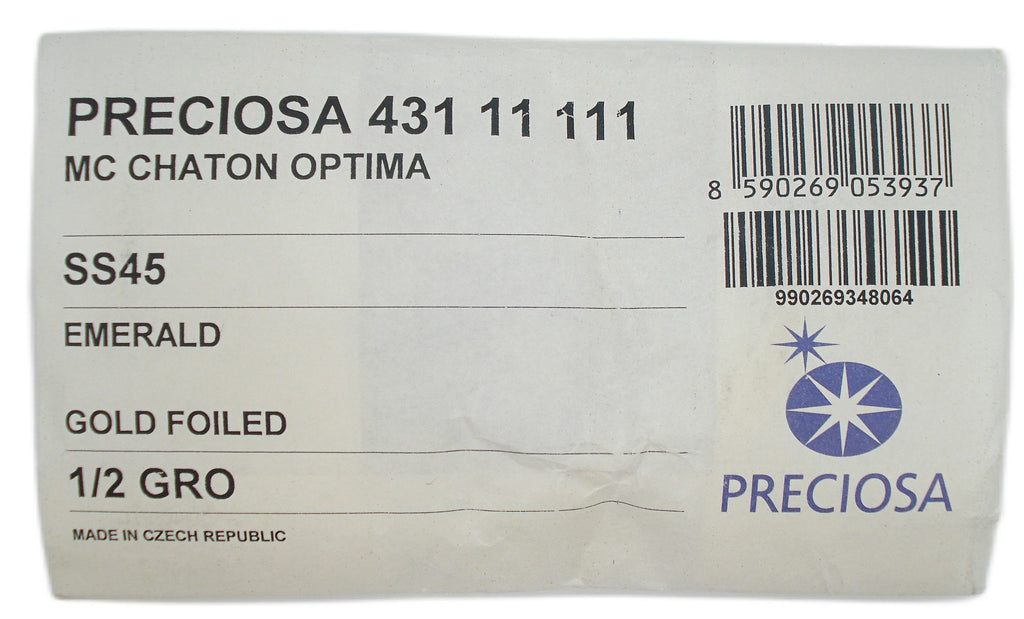 PRECIOSA 431 11 111
MC CHATON OPTIMA
SS45
EMERALD
GOLD FOILED
1/2 GRO
MADE IN CZECH REPUBLIC
8 590269 053937
990269348064
PRECIOSA